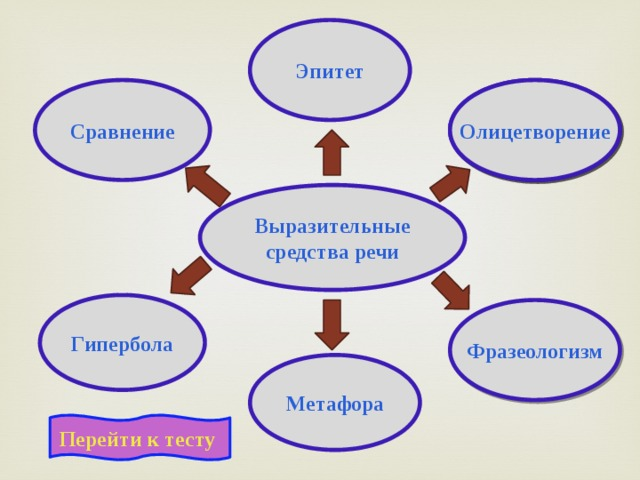 Эпитет
Сравнение
Олицетворение
Выразительные
средства речи
Гипербола
Фразеологизм
Метафора
Перейти к тесту